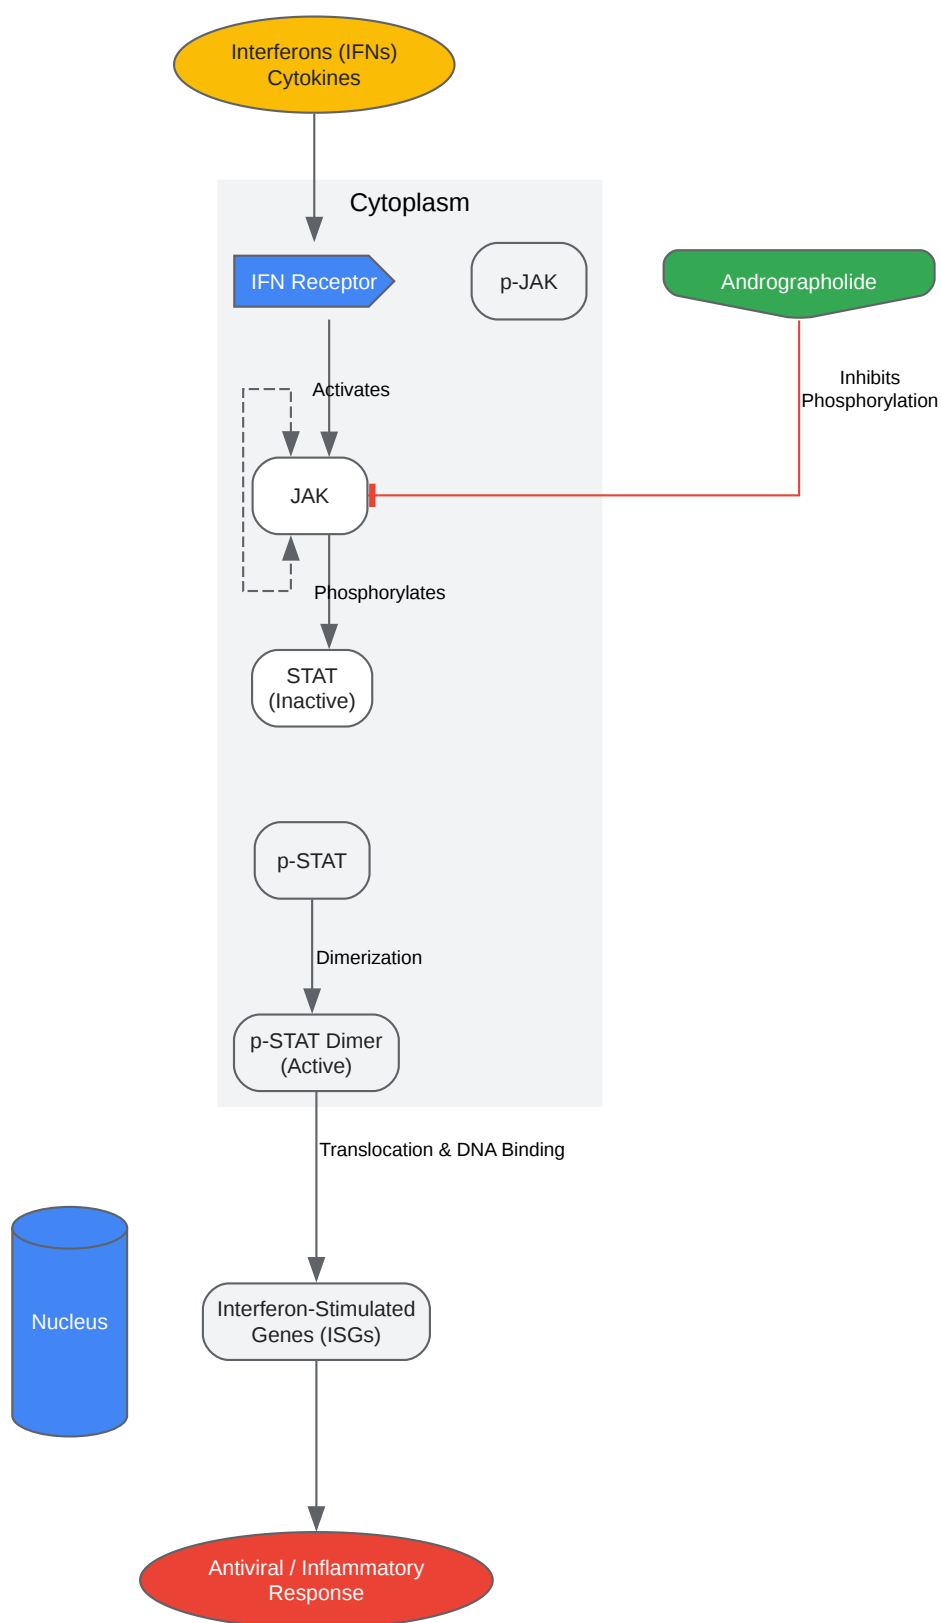 Interferons (IFNs)
Cytokines
Cytoplasm
IFN Receptor
p-JAK
Andrographolide
Activates
Inhibits
Phosphorylation
JAK
Phosphorylates
STAT
(Inactive)
p-STAT
Dimerization
p-STAT Dimer
(Active)
Translocation & DNA Binding
Nucleus
Interferon-Stimulated
Genes (ISGs)
Antiviral / Inflammatory
Response